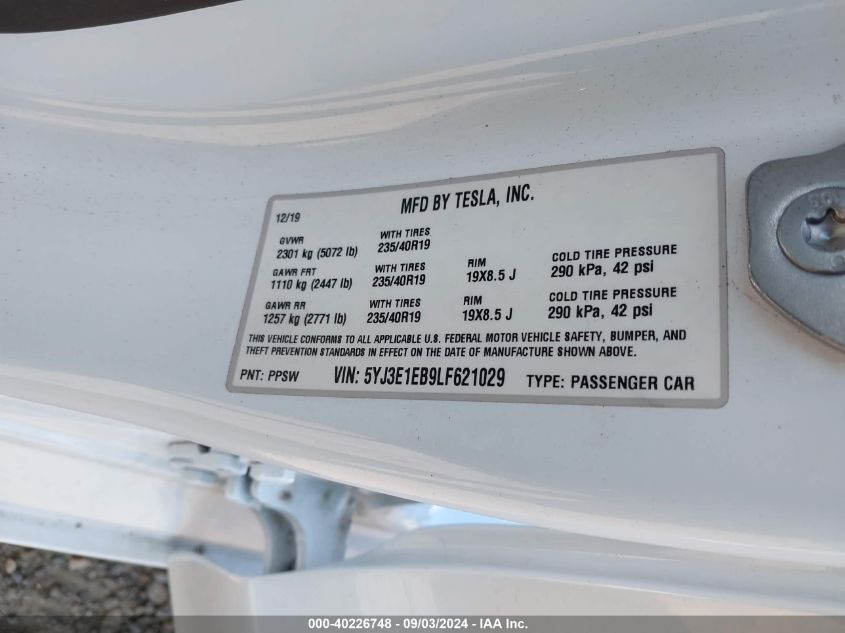 MFD BY TESLA, INC.
12/19
GVWR WITH TIRES
2301 kg (5072 lb) 235/40R19
GAWR FRT WITH TIRES RIM COLD TIRE PRESSURE
1110 kg (2447 lb) 235/40R19 19X8.5 J 290 kPa, 42 psi
GAWR RR WITH TIRES RIM COLD TIRE PRESSURE
1257 kg (2771 lb) 235/40R19 19X8.5 J 290 kPa, 42 psi
THIS VEHICLE CONFORMS TO ALL APPLICABLE U.S. FEDERAL MOTOR VEHICLE SAFETY, BUMPER, AND
THEFT PREVENTION STANDARDS IN EFFECT ON THE DATE OF MANUFACTURE SHOWN ABOVE.
PNT: PPSW VIN: 5YJ3E1EB9LF621029 TYPE: PASSENGER CAR
000-40226748 - 09/03/2024 - IAA Inc.